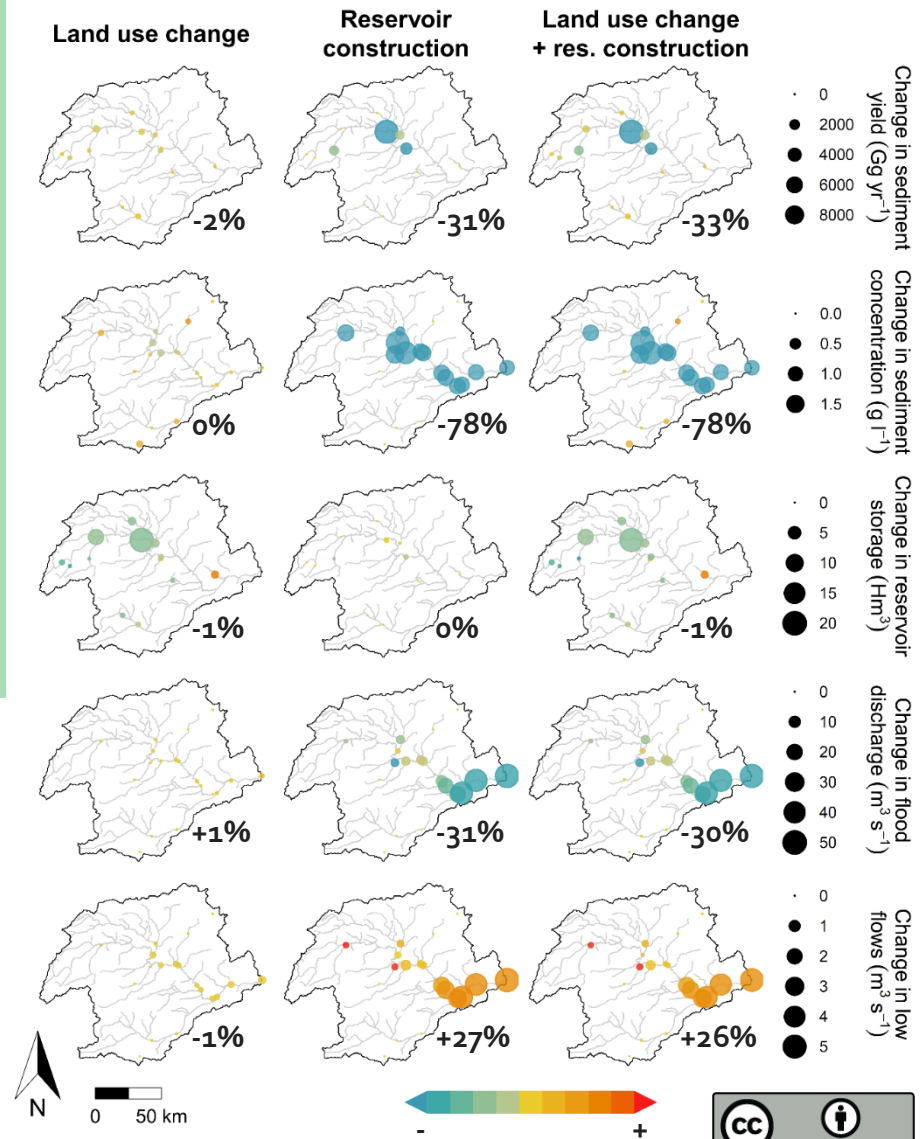 Land use change
Reservoir
construction
Land use change
+ res. construction
-2%
-31%
-33%
0
2000
4000
6000
8000
Change in sediment
yield (Gg yr⁻¹)
0%
-78%
-78%
0.0
0.5
1.0
1.5
Change in sediment
concentration (g l⁻¹)
-1%
0%
-1%
0
5
10
15
20
Change in reservoir
storage (Hm³)
+1%
-31%
-30%
0
10
20
30
40
50
Change in flood
discharge (m³ s⁻¹)
-1%
+27%
+26%
0
1
2
3
4
5
Change in low
flows (m³ s⁻¹)
N
0 50 km
- +
cc